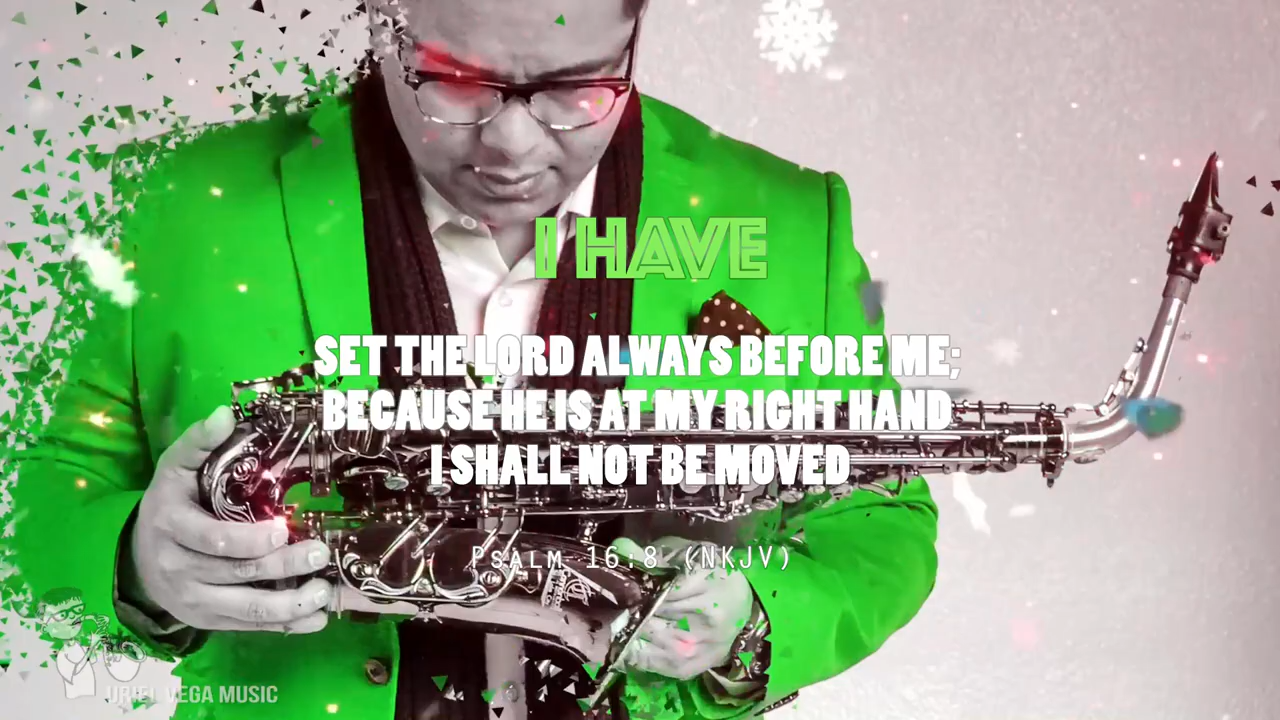 I HAVE
SET THE LORD ALWAYS BEFORE ME;
BECAUSE HE IS AT MY RIGHT HAND
I SHALL NOT BE MOVED
PSALM 16:8 (NKJV)
URIEL VEGA MUSIC